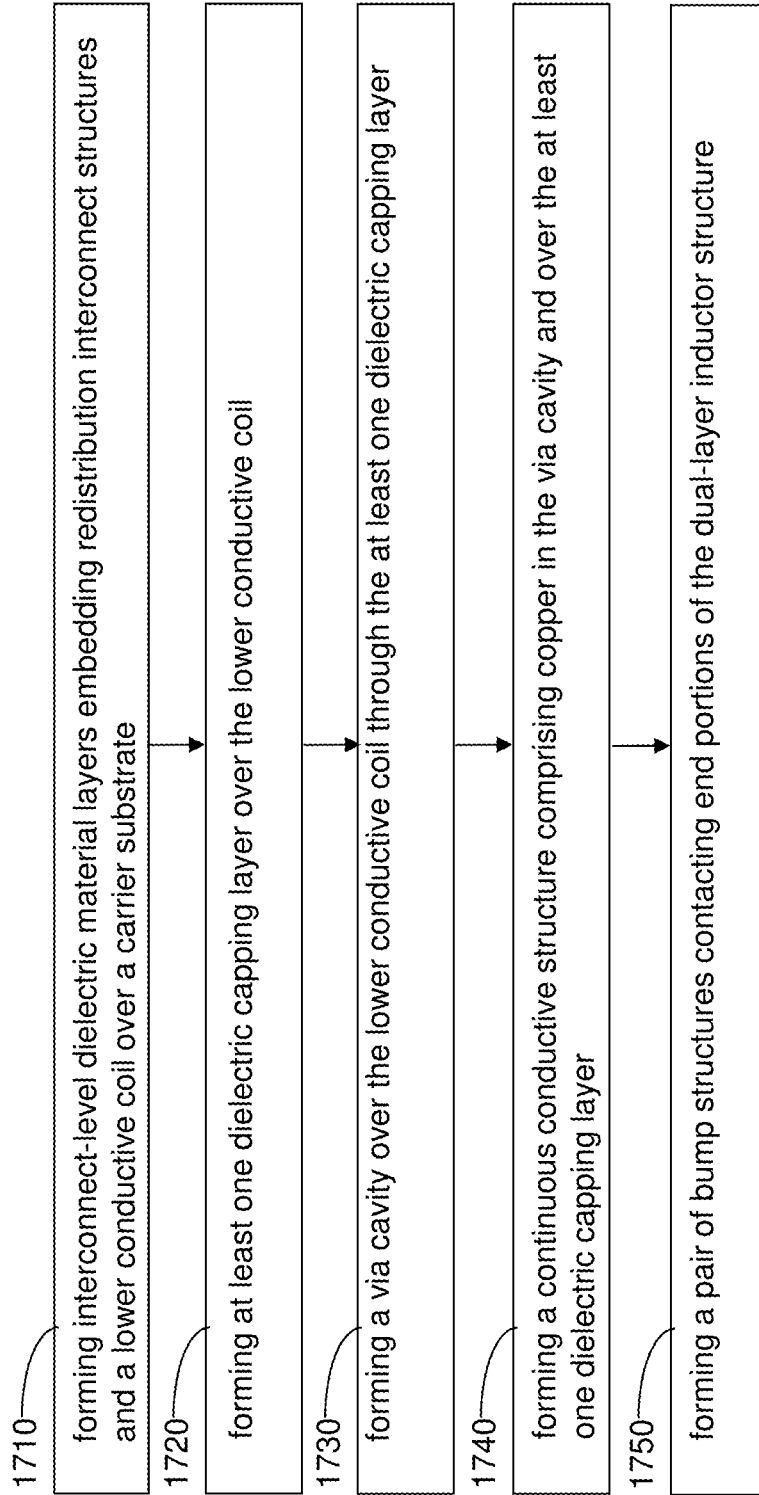 1710
forming interconnect-level dielectric material layers embedding redistribution interconnect structures
and a lower conductive coil over a carrier substrate
1720
forming at least one dielectric capping layer over the lower conductive coil
1730
forming a via cavity over the lower conductive coil through the at least one dielectric capping layer
1740
forming a continuous conductive structure comprising copper in the via cavity and over the at least
one dielectric capping layer
1750
forming a pair of bump structures contacting end portions of the dual-layer inductor structure